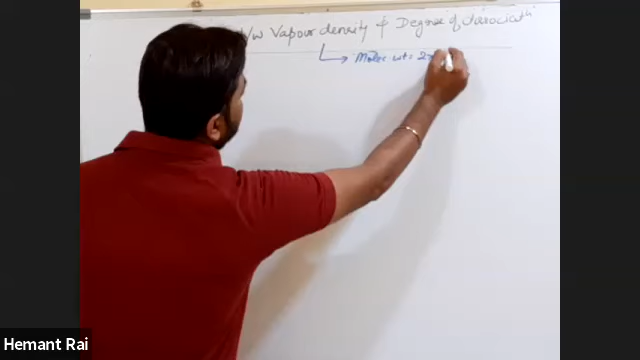 b/w Vapour density & Degree of dissociatn
Molec wt = 2×
Hemant Rai